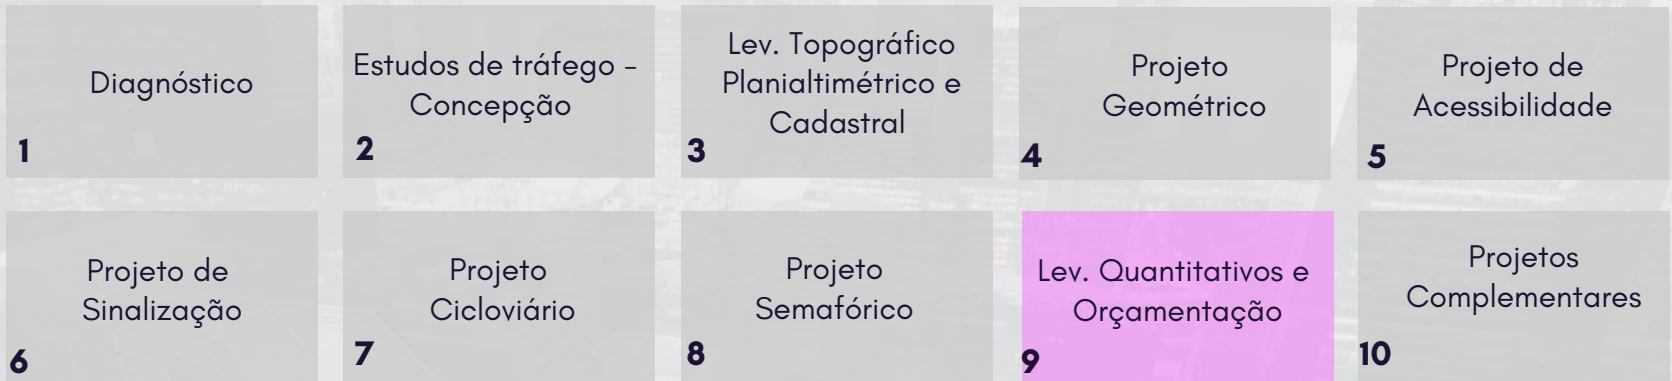 Diagnóstico
1
Estudos de tráfego -
Concepção
2
Lev. Topográfico
Planialtimétrico e
Cadastral
3
Projeto
Geométrico
4
Projeto de
Acessibilidade
5
Projeto de
Sinalização
6
Projeto
Cicloviário
7
Projeto
Semafórico
8
Lev. Quantitativos e
Orçamentação
9
Projetos
Complementares
10